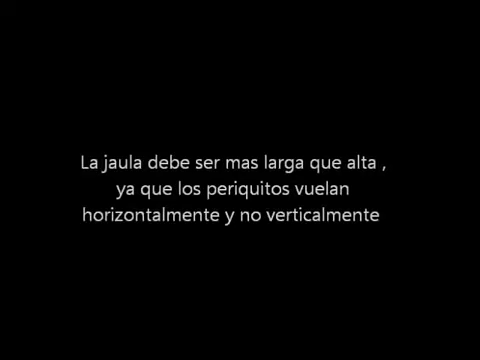 La jaula debe ser mas larga que alta ,
ya que los periquitos vuelan
horizontalmente y no verticalmente